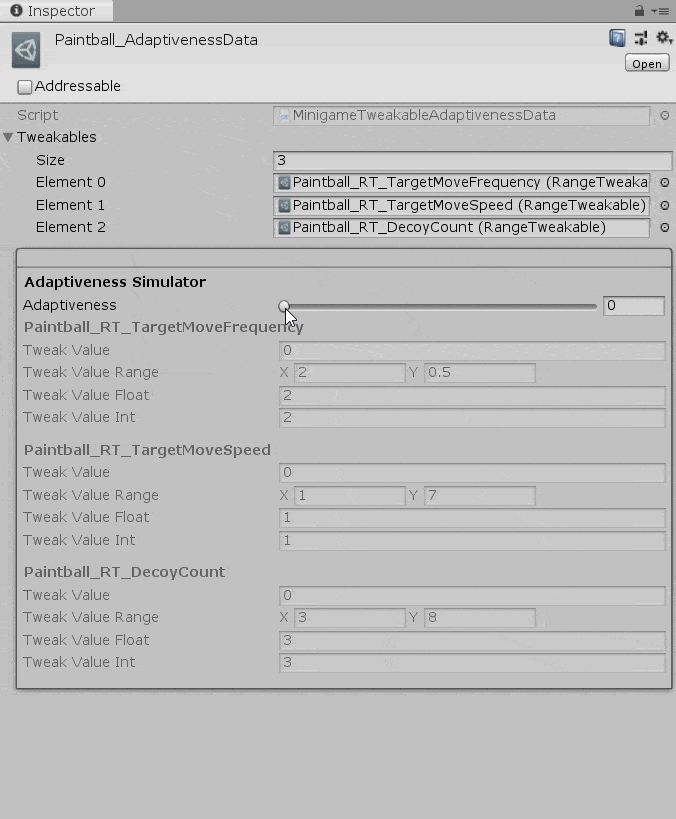 Inspector
Paintball_AdaptivenessData
Open
Addressable
Script MinigameTweakableAdaptivenessData
Tweakables
Size 3
Element 0 Paintball_RT_TargetMoveFrequency (RangeTweaka
Element 1 Paintball_RT_TargetMoveSpeed (RangeTweakable)
Element 2 Paintball_RT_DecoyCount (RangeTweakable)
Adaptiveness Simulator
Adaptiveness 0
Paintball_RT_TargetMoveFrequency
Tweak Value 0
Tweak Value Range X 2 Y 0.5
Tweak Value Float 2
Tweak Value Int 2
Paintball_RT_TargetMoveSpeed
Tweak Value 0
Tweak Value Range X 1 Y 7
Tweak Value Float 1
Tweak Value Int 1
Paintball_RT_DecoyCount
Tweak Value 0
Tweak Value Range X 3 Y 8
Tweak Value Float 3
Tweak Value Int 3